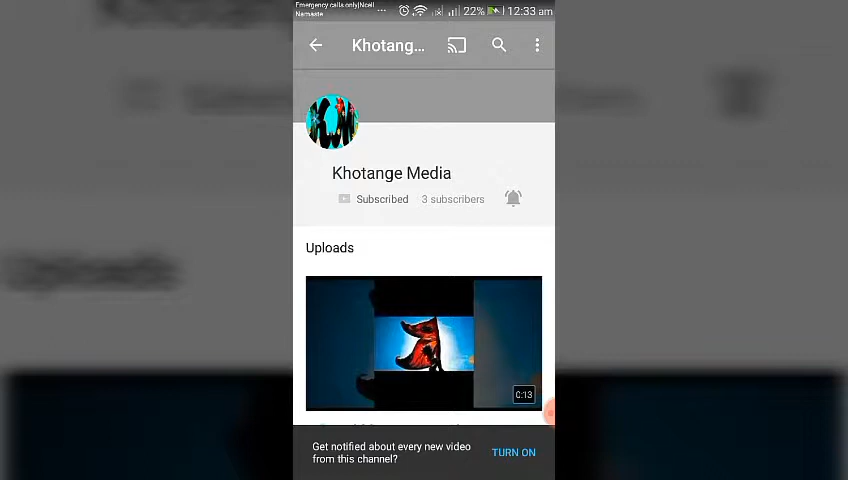 Emergency calls only|Ncell
Namaste
22%
12:33 am
Khotang...
Khotange Media
Subscribed
3 subscribers
Uploads
0:13
Get notified about every new video
from this channel?
TURN ON